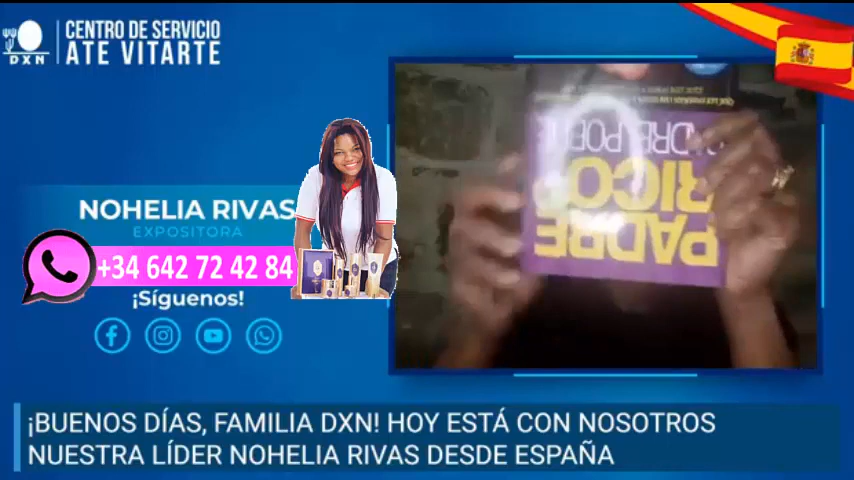 DXN
CENTRO DE SERVICIO
ATE VITARTE
NOHELIA RIVAS
EXPOSITORA
+34 642 72 42 84
¡Síguenos!
PADRE
RICO
PADRE
¡BUENOS DÍAS, FAMILIA DXN! HOY ESTÁ CON NOSOTROS
NUESTRA LÍDER NOHELIA RIVAS DESDE ESPAÑA